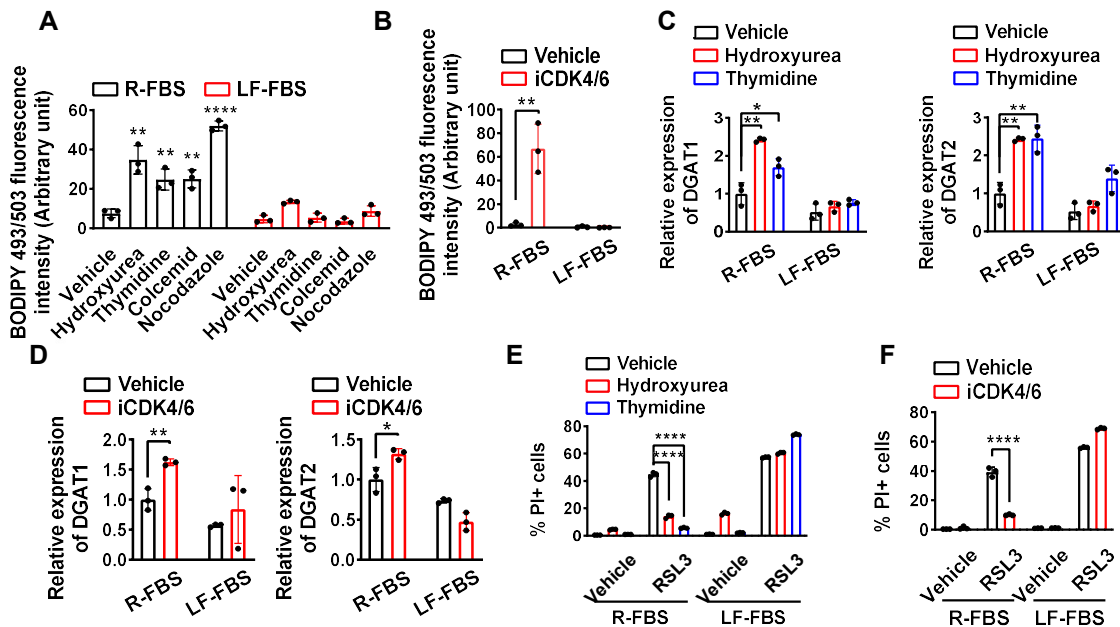 A
BODIPY 493/503 fluorescence
intensity (Arbitrary unit)
R-FBS LF-FBS
60
40
20
0
** ** ** ****
Vehicle
Hydroxyurea
Thymidine
Colcemid
Nocodazole
Vehicle
Hydroxyurea
Thymidine
Colcemid
Nocodazole
B
BODIPY 493/503 fluorescence
intensity (Arbitrary unit)
Vehicle
iCDK4/6
100
80
60
40
20
0
**
R-FBS
LF-FBS
C
Relative expression
of DGAT1
Vehicle
Hydroxyurea
Thymidine
3
2
1
0
*
**
R-FBS
LF-FBS
Relative expression
of DGAT2
Vehicle
Hydroxyurea
Thymidine
3
2
1
0
**
**
R-FBS
LF-FBS
D
Relative expression
of DGAT1
Vehicle
iCDK4/6
2.0
1.5
1.0
0.5
0.0
**
R-FBS
LF-FBS
Relative expression
of DGAT2
Vehicle
iCDK4/6
1.5
1.0
0.5
0.0
*
R-FBS
LF-FBS
E
% PI+ cells
Vehicle
Hydroxyurea
Thymidine
80
60
40
20
0
****
****
Vehicle
RSL3
Vehicle
RSL3
R-FBS LF-FBS
F
% PI+ cells
Vehicle
iCDK4/6
80
60
40
20
0
****
Vehicle
RSL3
Vehicle
RSL3
R-FBS LF-FBS